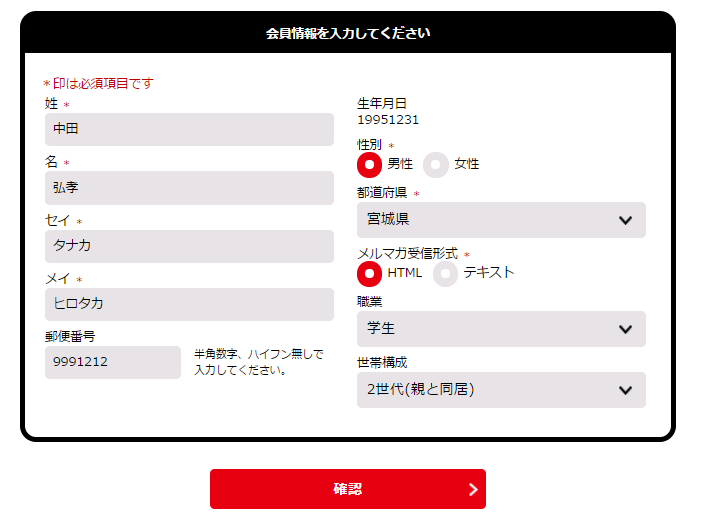 会員情報を入力してください
*印は必須項目です
姓 *
中田
名 *
弘孝
セイ *
タナカ
メイ *
ヒロタカ
郵便番号
9991212
半角数字、ハイフン無しで
入力してください。
生年月日
19951231
性別 *
男性 女性
都道府県 *
宮城県
メルマガ受信形式 *
HTML テキスト
職業
学生
世帯構成
2世代(親と同居)
確認